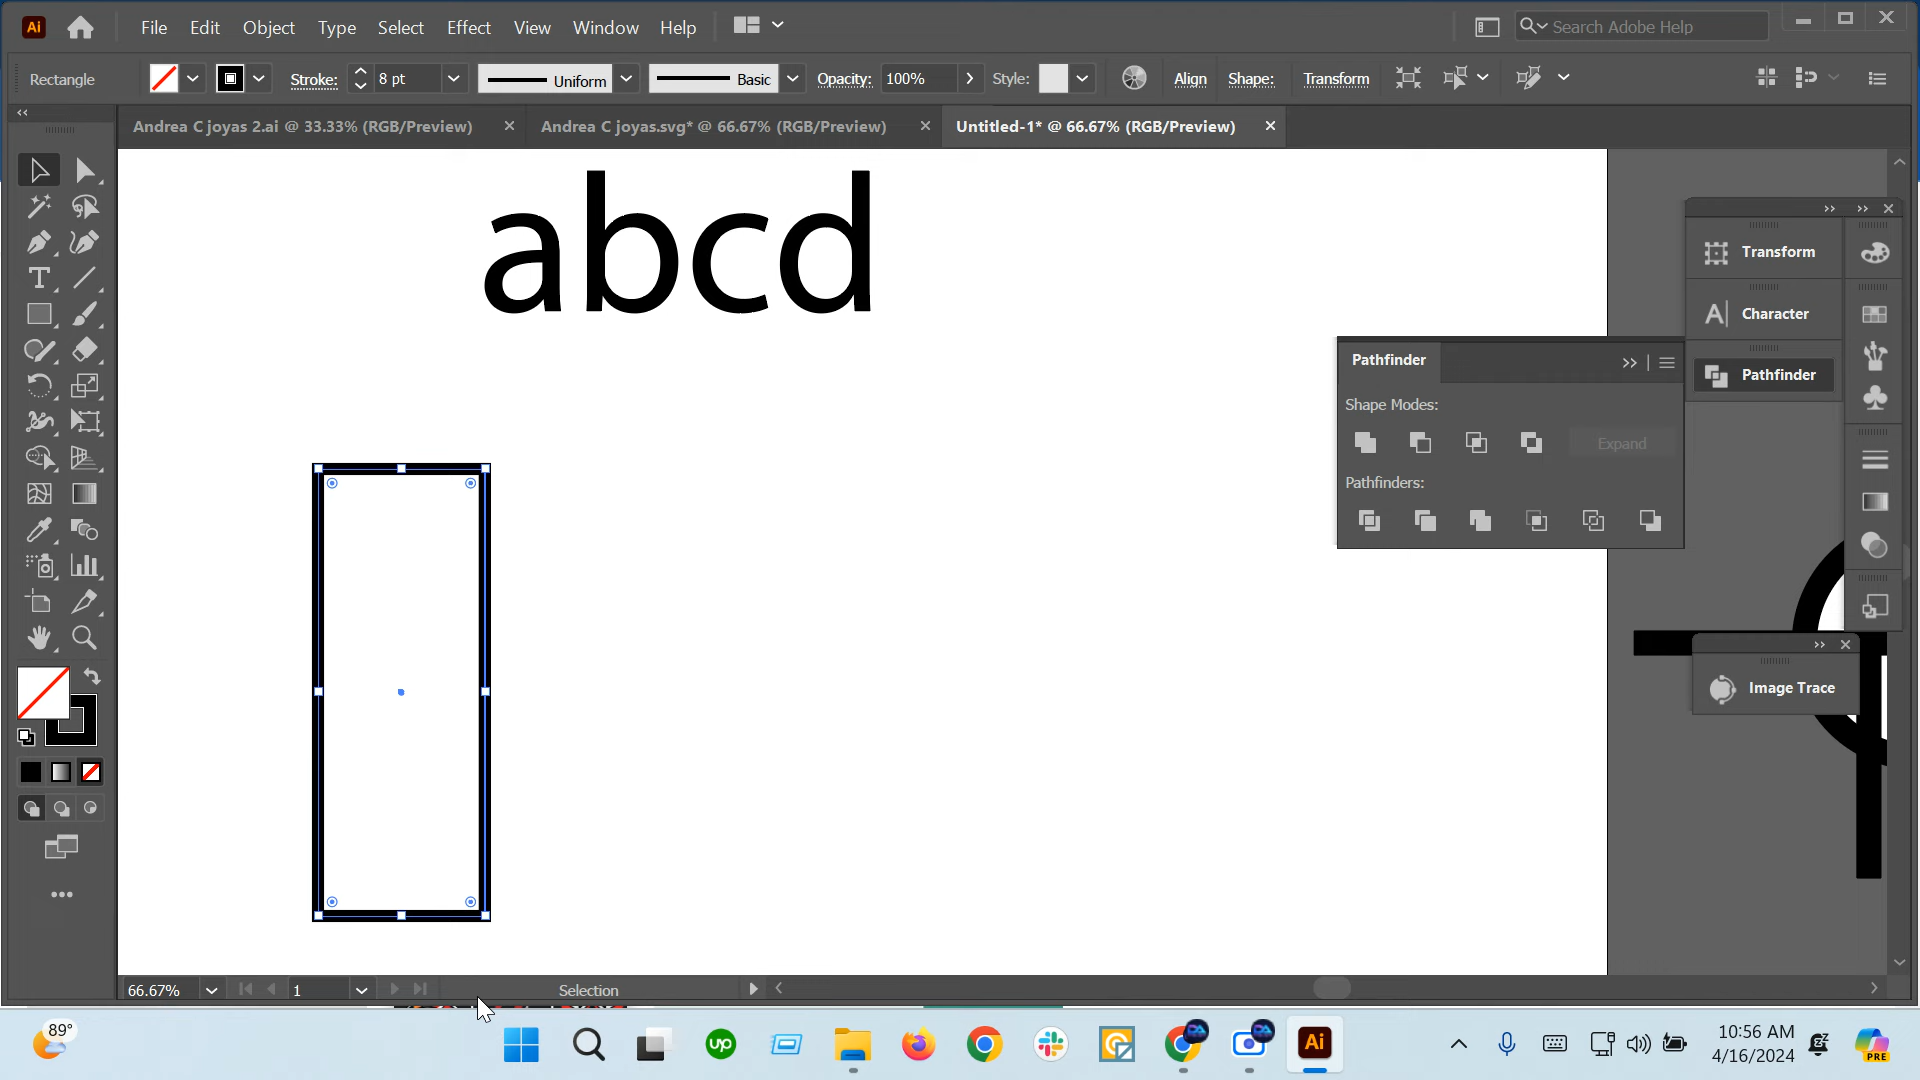 Ai
File Edit Object Type Select Effect View Window Help
Search Adobe Help
Rectangle
Stroke:
8 pt
Uniform
Basic
Opacity:
100%
Style:
Align
Shape:
Transform
Andrea C joyas 2.ai @ 33.33% (RGB/Preview)
Andrea C joyas.svg* @ 66.67% (RGB/Preview)
Untitled-1* @ 66.67% (RGB/Preview)
abcd
Transform
Character
Pathfinder
Pathfinder
Shape Modes:
Expand
Pathfinders:
Image Trace
66.67%
1
Selection
89°
up
Ai
10:56 AM
4/16/2024
PRE